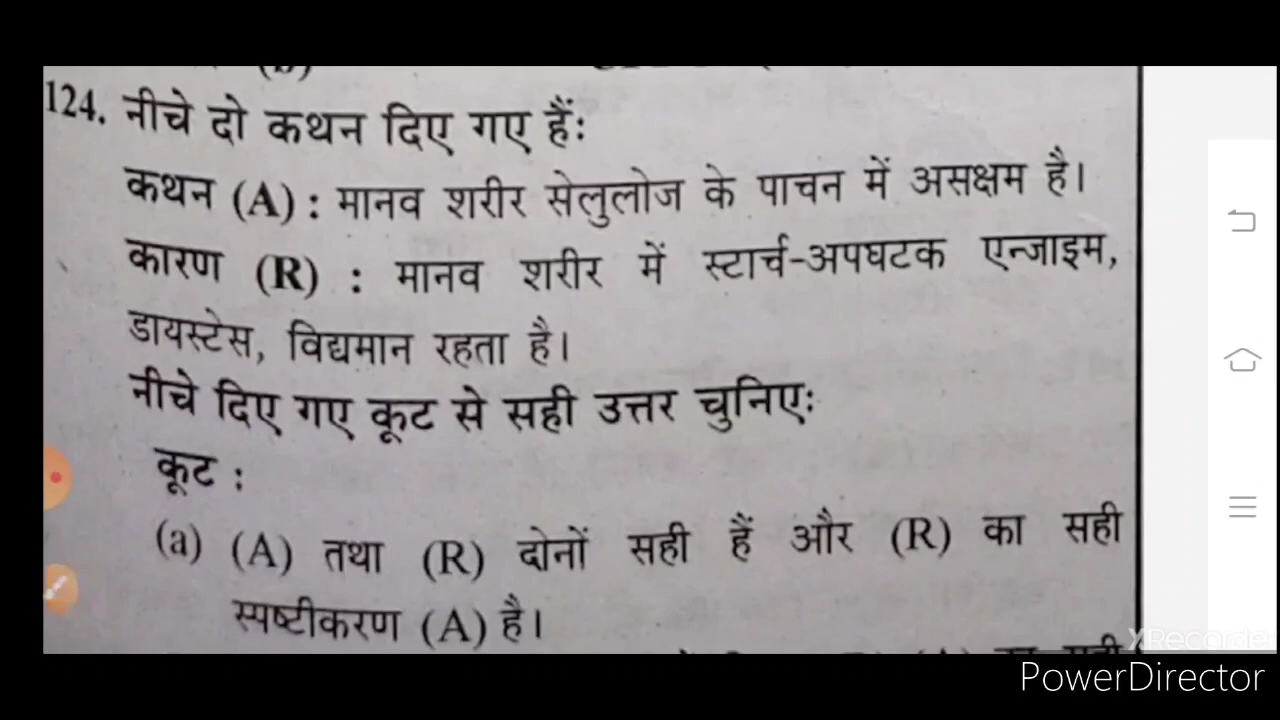 124. नीचे दो कथन दिए गए हैंः
कथन (A) : मानव शरीर सेलुलोज के पाचन में असक्षम है।
कारण (R) : मानव शरीर में स्टार्च-अपघटक एन्जाइम,
डायस्टेस, विद्यमान रहता है।
नीचे दिए गए कूट से सही उत्तर चुनिएः
कूट :
(a) (A) तथा (R) दोनों सही हैं और (R) का सही
स्पष्टीकरण (A) है।
XRecorder
PowerDirector